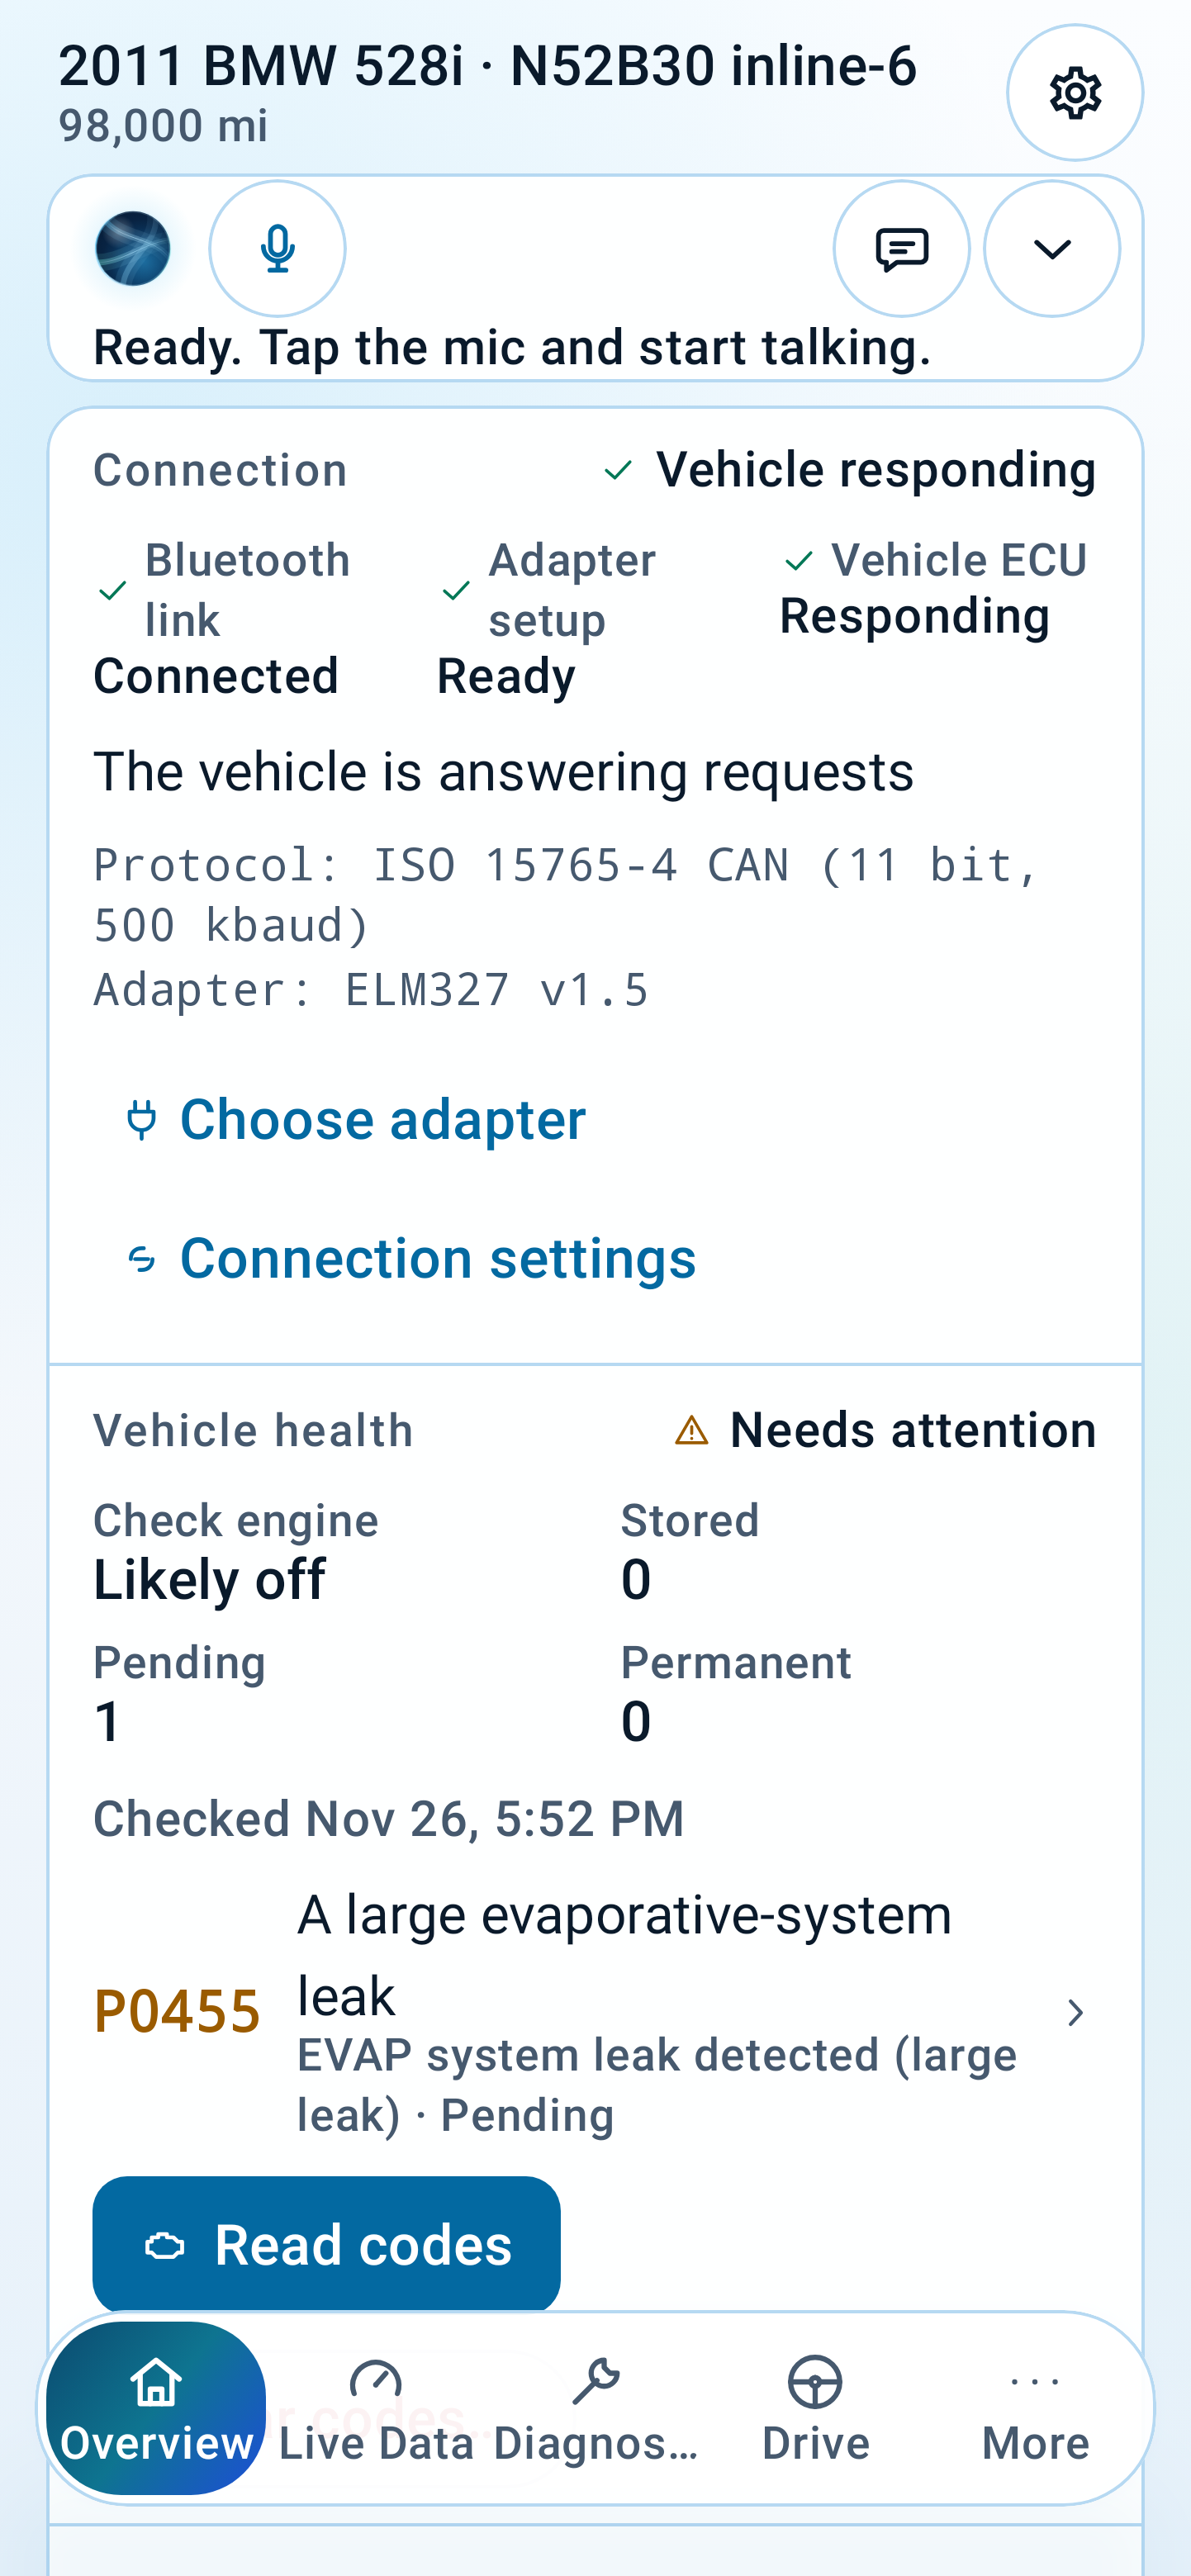 2011 BMW 528i · N52B30 inline-6
98,000 mi
Ready. Tap the mic and start talking.
Connection
Vehicle responding
Bluetooth
link
Connected
Adapter
setup
Ready
Vehicle ECU
Responding
The vehicle is answering requests
Protocol: ISO 15765-4 CAN (11 bit,
500 kbaud)
Adapter: ELM327 v1.5
Choose adapter
Connection settings
Vehicle health
Needs attention
Check engine
Likely off
Stored
0
Pending
1
Permanent
0
Checked Nov 26, 5:52 PM
P0455
A large evaporative-system
leak
EVAP system leak detected (large
leak) · Pending
Read codes
codes…
Overview
Live Data
Diagnos…
Drive
More